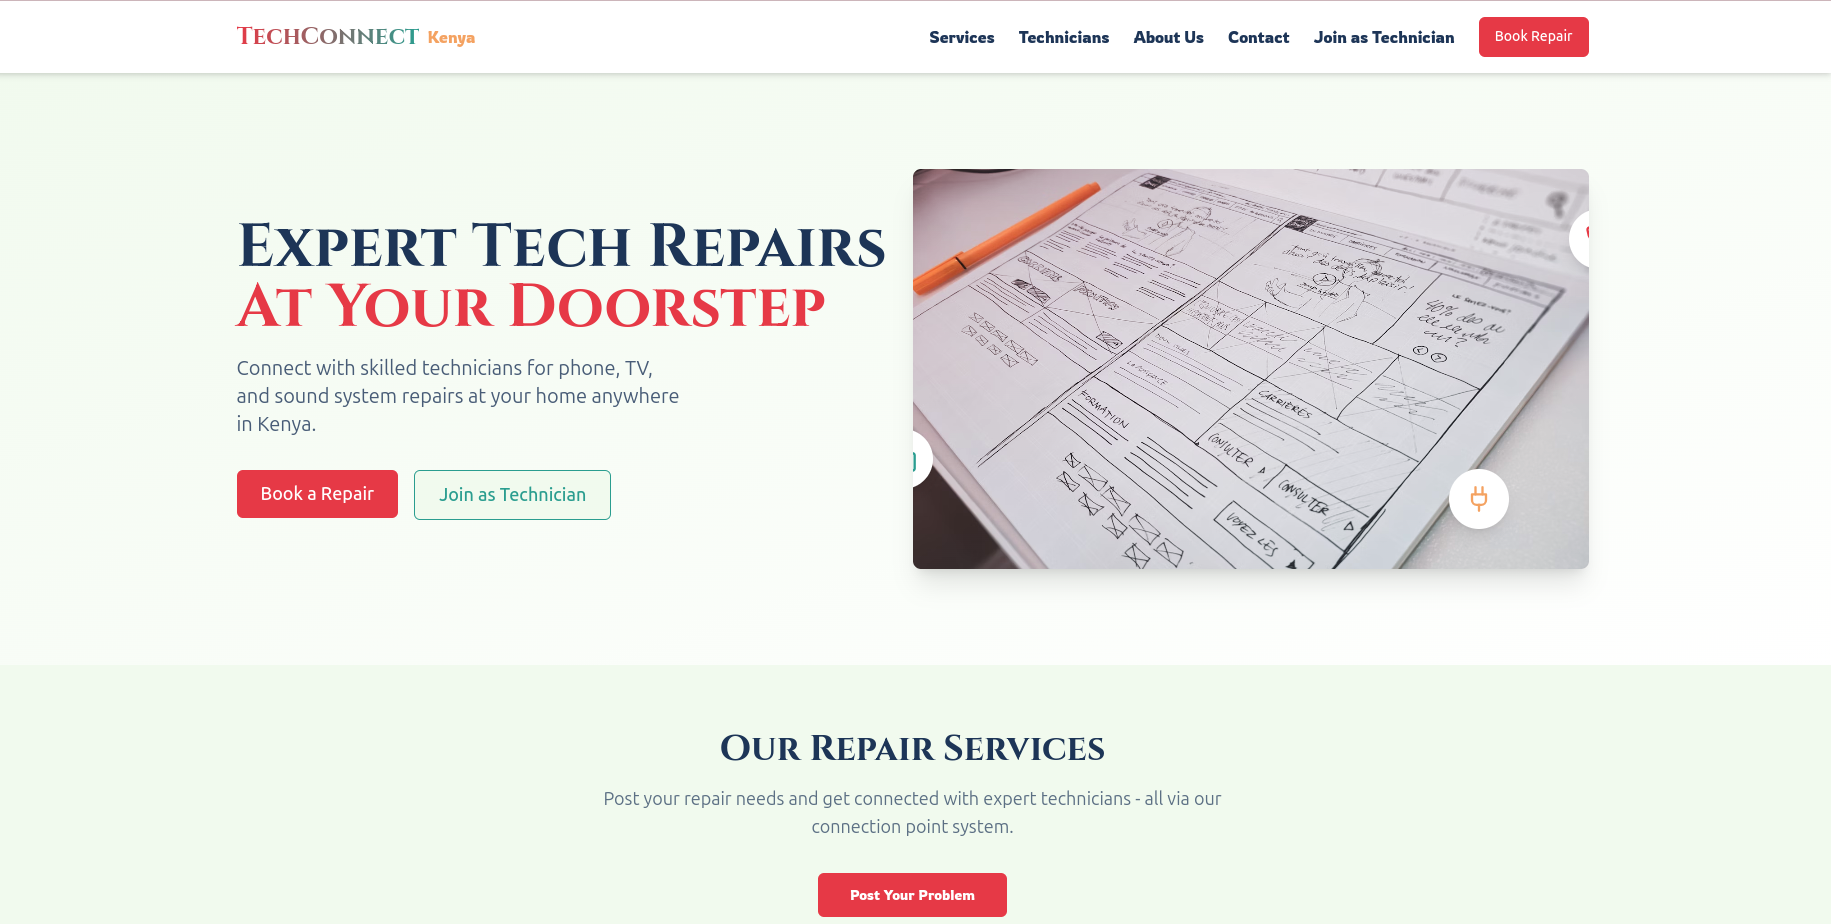 TechConnect Kenya
Services Technicians About Us Contact Join as Technician Book Repair
Expert Tech Repairs
At Your Doorstep
Connect with skilled technicians for phone, TV,
and sound system repairs at your home anywhere
in Kenya.
Book a Repair Join as Technician
FORMATION
CARRIÈRES
CONSULTER
CONSULTER
VOYEZ LES
Our Repair Services
Post your repair needs and get connected with expert technicians - all via our
connection point system.
Post Your Problem